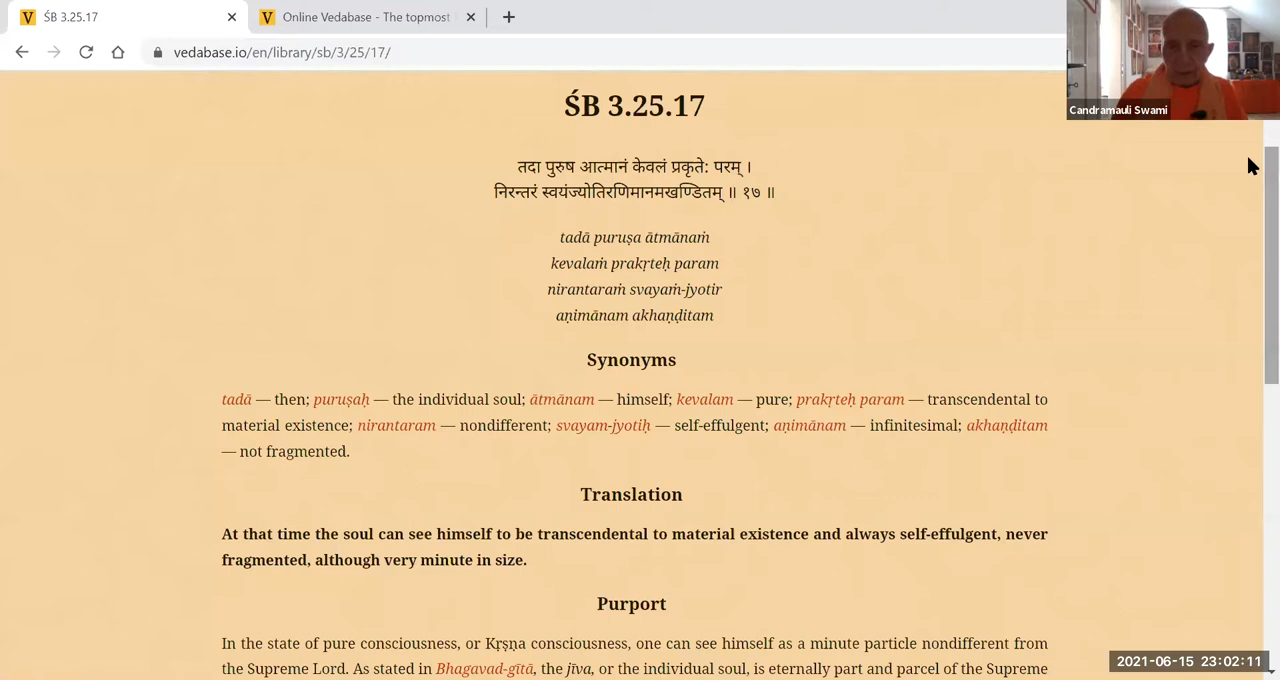 ŚB 3.25.17
Online Vedabase - The topmost
vedabase.io/en/library/sb/3/25/17/
Candramauli Swami
ŚB 3.25.17
तदा पुरुष आत्मानं केवलं प्रकृते: परम् ।
निरन्तरं स्वयंज्योतिरणिमानमखण्डितम् ॥ १७ ॥
tadā puruṣa ātmānaṁ
kevalaṁ prakṛteḥ param
nirantaraṁ svayaṁ-jyotir
aṇimānam akhaṇḍitam
Synonyms
tadā — then; puruṣaḥ — the individual soul; ātmānam — himself; kevalam — pure; prakṛteḥ param — transcendental to
material existence; nirantaram — nondifferent; svayam-jyotiḥ — self-effulgent; aṇimānam — infinitesimal; akhaṇḍitam
— not fragmented.
Translation
At that time the soul can see himself to be transcendental to material existence and always self-effulgent, never
fragmented, although very minute in size.
Purport
In the state of pure consciousness, or Kṛṣṇa consciousness, one can see himself as a minute particle nondifferent from
the Supreme Lord. As stated in Bhagavad-gītā, the jīva, or the individual soul, is eternally part and parcel of the Supreme
2021-06-15 23:02:11